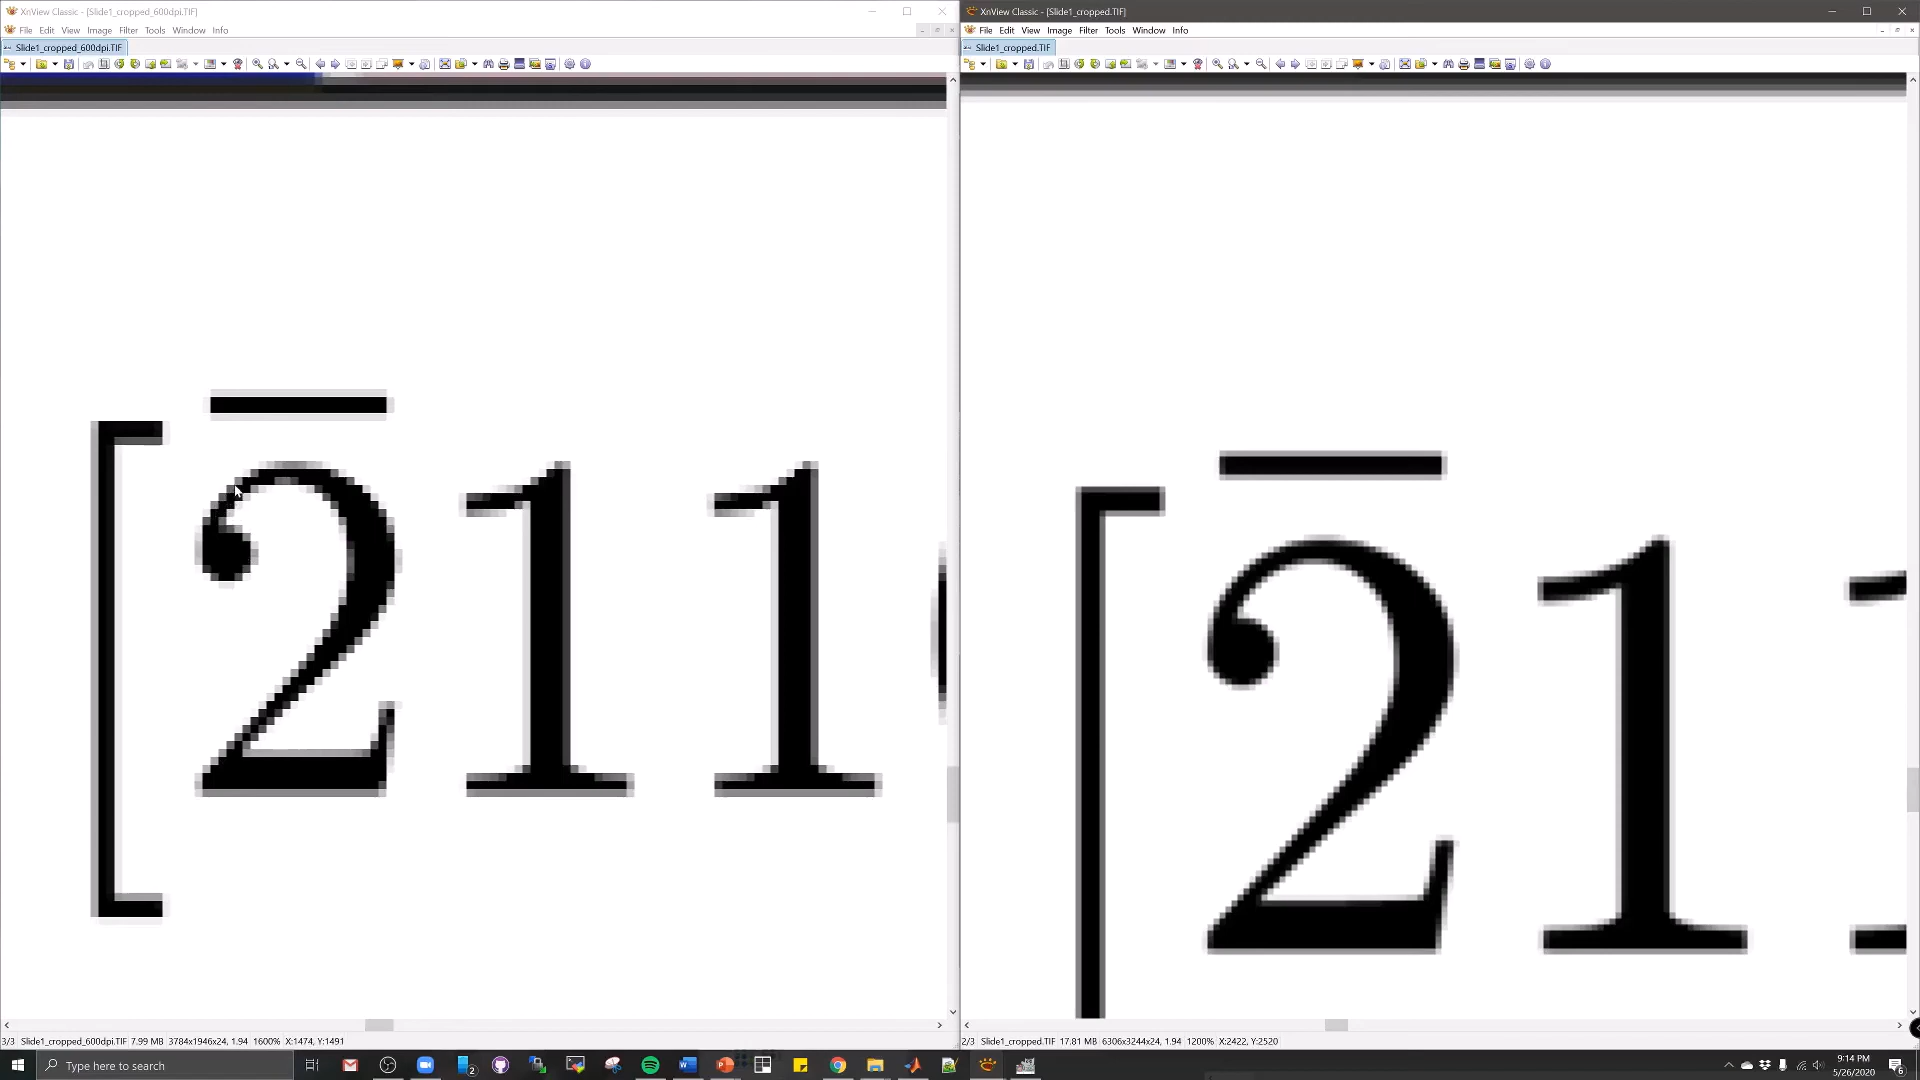 XnView Classic - [Slide1_cropped_600dpi.TIF]
File Edit View Image Filter Tools Window Help Info
Slide1_cropped_600dpi.TIF
[2̅11
3/3 Slide1_cropped_600dpi.TIF 7.99 MB 3784x1946x24, 1.94 1600% X:1474, Y:1491
XnView Classic - [Slide1_cropped.TIF]
File Edit View Image Filter Tools Window Info
Slide1_cropped.TIF
[2̅1
2/3 Slide1_cropped.TIF 17.81 MB 6306x3244x24, 1.94 1200% X:2422, Y:2520
Type here to search
2
9:14 PM
5/26/2020
6